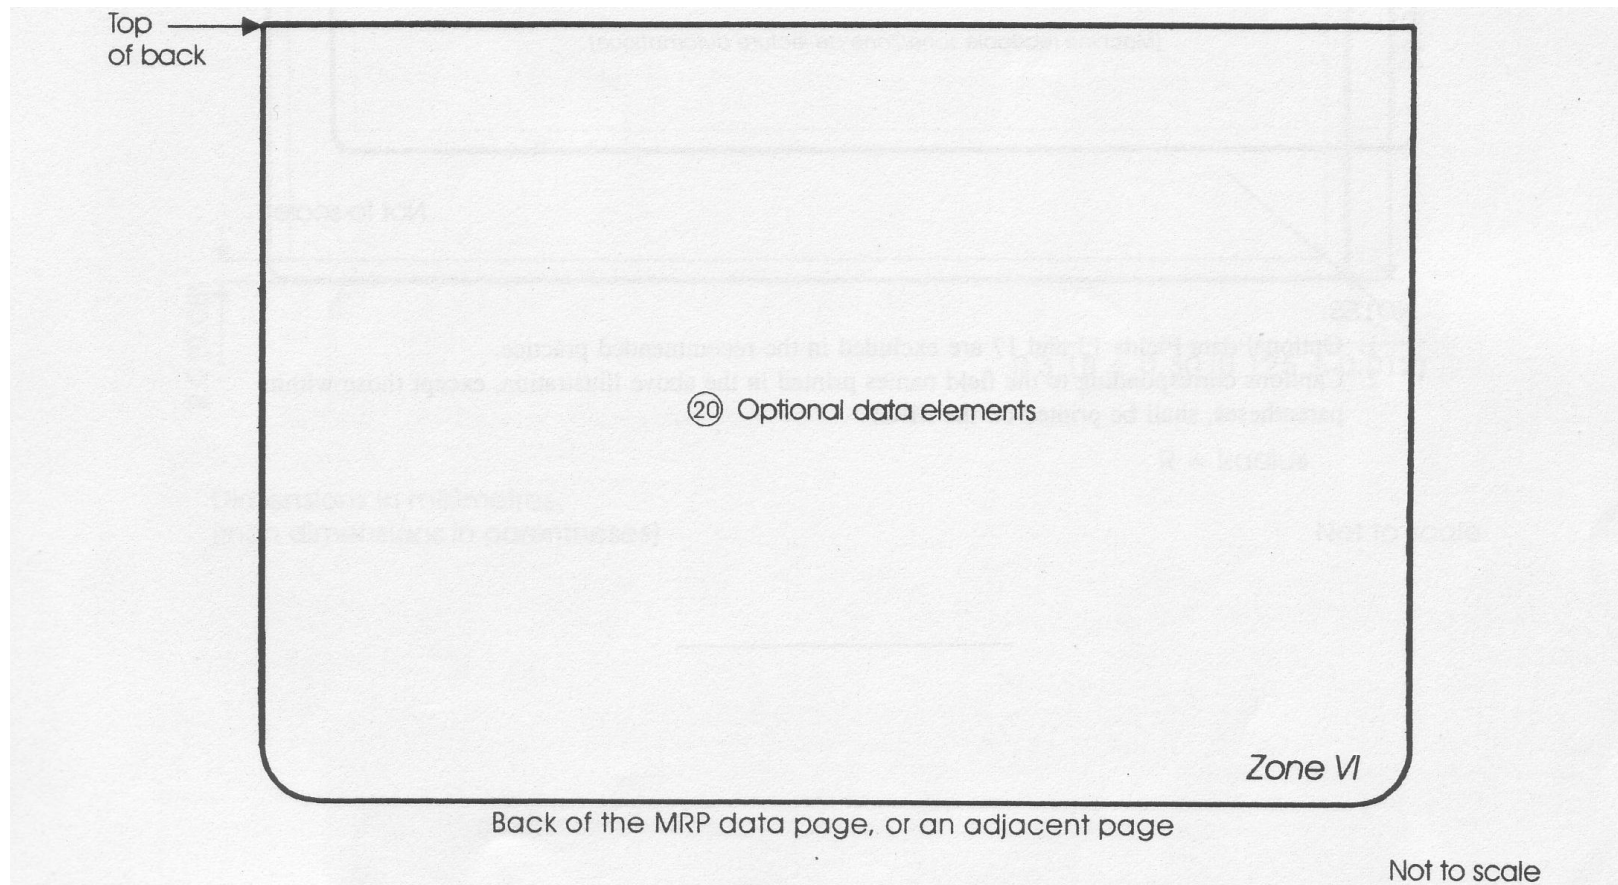 Top
of back
⑳ Optional data elements
Zone VI
Back of the MRP data page, or an adjacent page
Not to scale